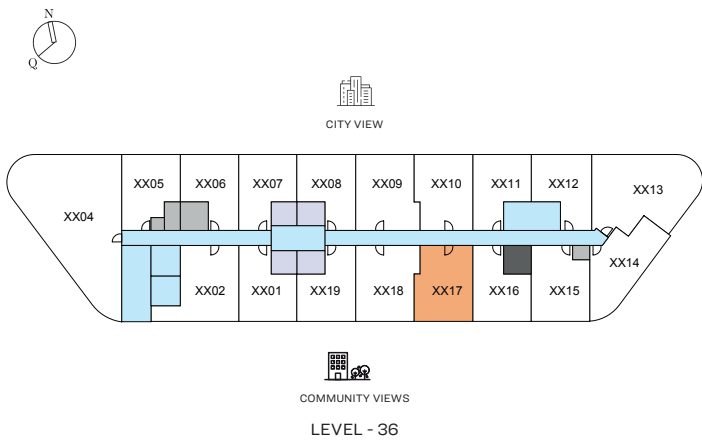 N
Q
CITY VIEW
XX05 XX06 XX07 XX08 XX09 XX10 XX11 XX12 XX13
XX04
XX14
XX02 XX01 XX19 XX18 XX17 XX16 XX15
COMMUNITY VIEWS
LEVEL - 36